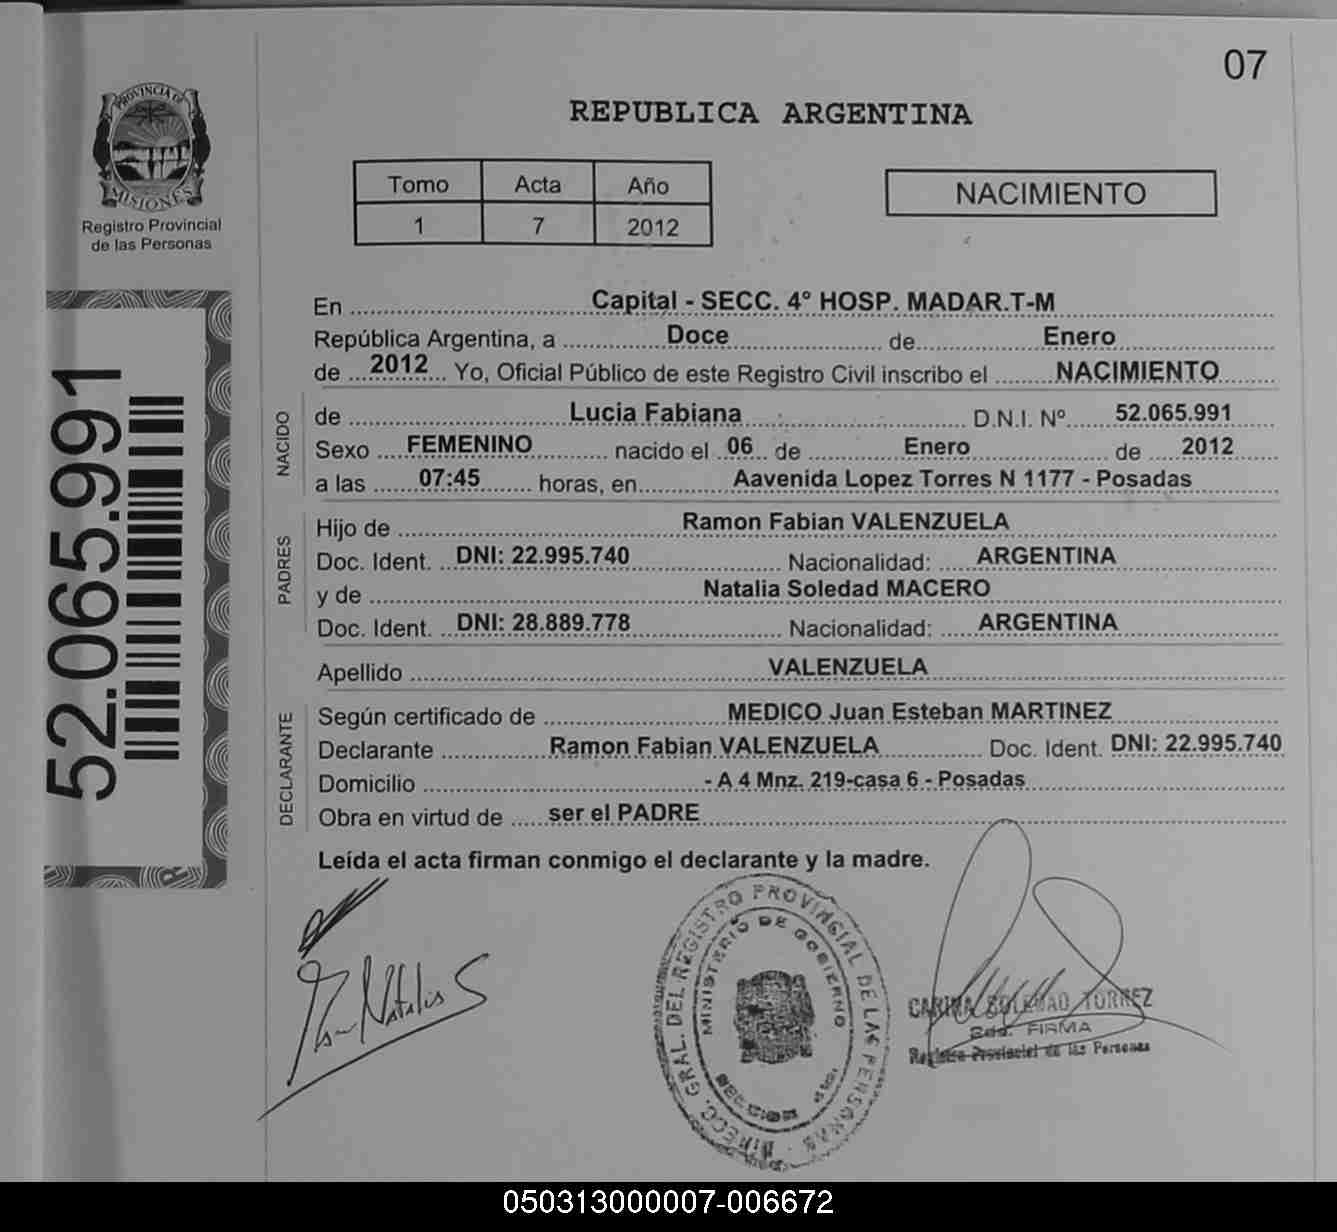 07
PROVINCIA DE
MISIONES
Registro Provincial
de las Personas
REPUBLICA ARGENTINA
Tomo Acta Año
1 7 2012
NACIMIENTO
52.065.991
En Capital - SECC. 4° HOSP. MADAR.T-M
República Argentina, a Doce de Enero
de 2012 Yo, Oficial Público de este Registro Civil inscribo el NACIMIENTO
NACIDO
de Lucia Fabiana D.N.I. Nº 52.065.991
Sexo FEMENINO nacido el 06 de Enero de 2012
a las 07:45 horas, en Aavenida Lopez Torres N 1177 - Posadas
PADRES
Hijo de Ramon Fabian VALENZUELA
Doc. Ident. DNI: 22.995.740 Nacionalidad: ARGENTINA
y de Natalia Soledad MACERO
Doc. Ident. DNI: 28.889.778 Nacionalidad: ARGENTINA
Apellido VALENZUELA
DECLARANTE
Según certificado de MEDICO Juan Esteban MARTINEZ
Declarante Ramon Fabian VALENZUELA Doc. Ident. DNI: 22.995.740
Domicilio - A 4 Mnz. 219-casa 6 - Posadas
Obra en virtud de ser el PADRE
Leída el acta firman conmigo el declarante y la madre.
Natalia S
DIRECC. GRAL. DEL REGISTRO PROVINCIAL DE LAS PERSONAS
MINISTERIO DE GOBIERNO
CARINA SOLEDAD TORREZ
FIRMA
Registro Provincial de las Personas
050313000007-006672